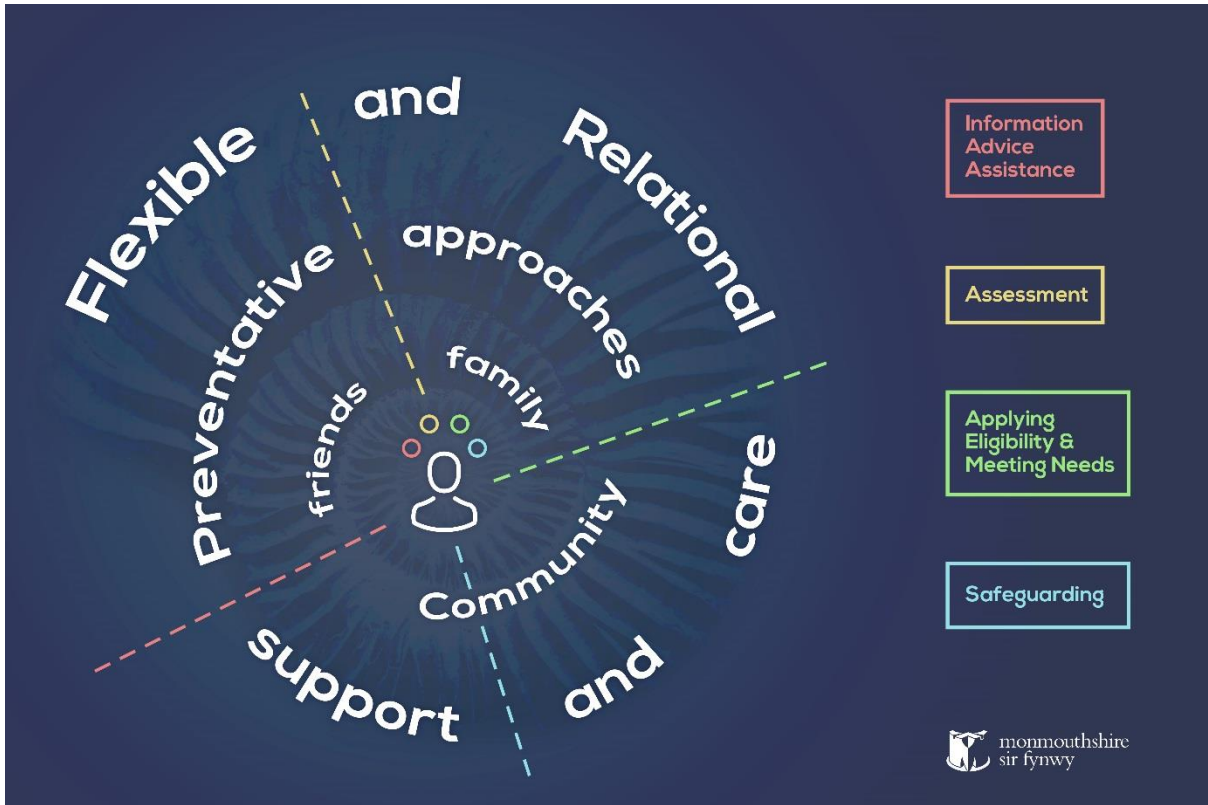 Flexible and Relational care and support
Preventative approaches
friends family Community
Information
Advice
Assistance
Assessment
Applying
Eligibility &
Meeting Needs
Safeguarding
monmouthshire
sir fynwy